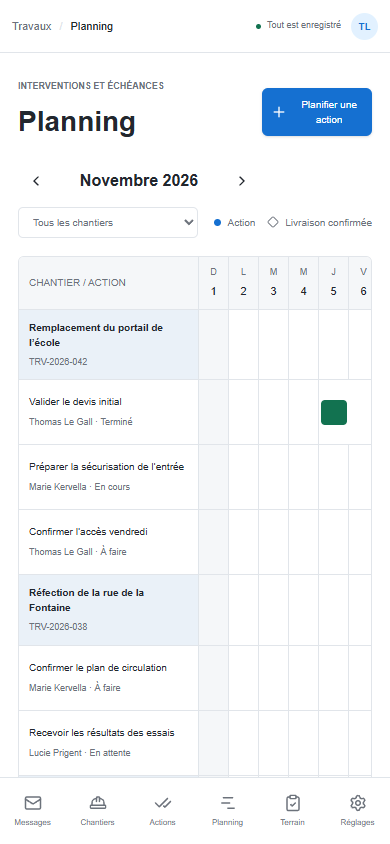 Travaux / Planning
Tout est enregistré
TL
INTERVENTIONS ET ÉCHÉANCES
Planning
Planifier une
action
Novembre 2026
Tous les chantiers
Action
Livraison confirmée
CHANTIER / ACTION
D L M M J V
1 2 3 4 5 6
Remplacement du portail de
l'école
TRV-2026-042
Valider le devis initial
Thomas Le Gall · Terminé
Préparer la sécurisation de l'entrée
Marie Kervella · En cours
Confirmer l'accès vendredi
Thomas Le Gall · À faire
Réfection de la rue de la
Fontaine
TRV-2026-038
Confirmer le plan de circulation
Marie Kervella · À faire
Recevoir les résultats des essais
Lucie Prigent · En attente
Messages Chantiers Actions Planning Terrain Réglages